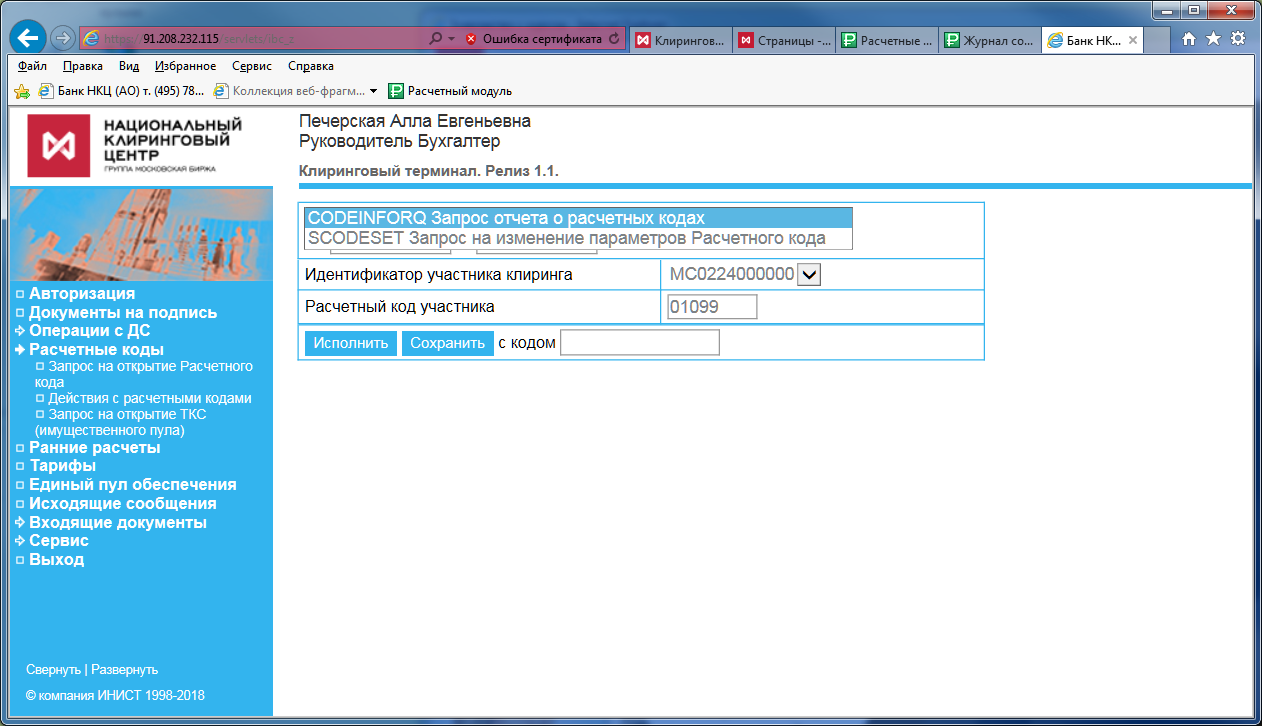 https://91.208.232.115/servlets/ibc_c
Ошибка сертификата
Клирингов...
Страницы -...
Расчетные ...
Журнал со...
Банк НК...
Файл Правка Вид Избранное Сервис Справка
Банк НКЦ (АО) т. (495) 78...
Коллекция веб-фрагм...
Расчетный модуль
НАЦИОНАЛЬНЫЙ
КЛИРИНГОВЫЙ
ЦЕНТР
ГРУППА МОСКОВСКАЯ БИРЖА
Печерская Алла Евгеньевна
Руководитель Бухгалтер
Клиринговый терминал. Релиз 1.1.
Авторизация
Документы на подпись
Операции с ДС
Расчетные коды
Запрос на открытие Расчетного
кода
Действия с расчетными кодами
Запрос на открытие ТКС
(имущественного пула)
Ранние расчеты
Тарифы
Единый пул обеспечения
Исходящие сообщения
Входящие документы
Сервис
Выход
Свернуть | Развернуть
© компания ИНИСТ 1998-2018
CODEINFORQ Запрос отчета о расчетных кодах
SCODESET Запрос на изменение параметров Расчетного кода
Идентификатор участника клиринга MC0224000000
Расчетный код участника 01099
Исполнить Сохранить с кодом